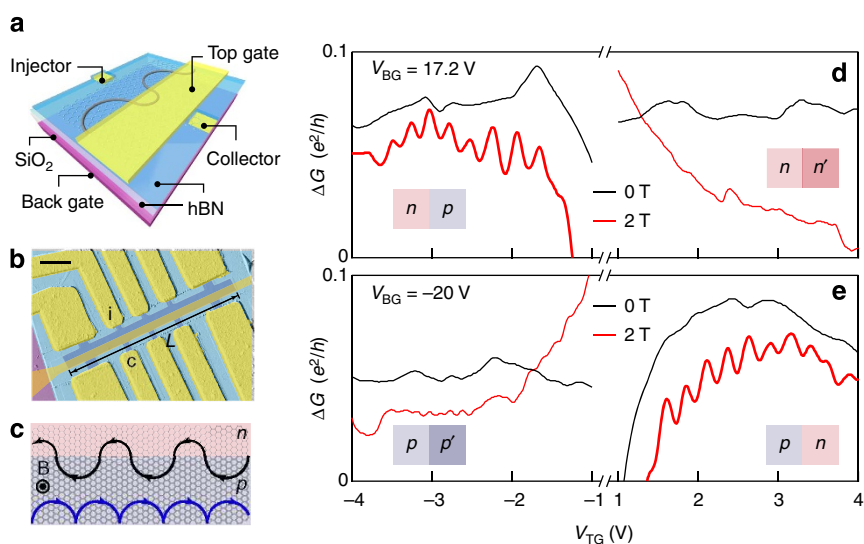 a
Top gate
Injector
SiO2
Back gate
Collector
hBN
b
i
c
L
c
n
p
B
0.1
VBG = 17.2 V
d
ΔG (e²/h)
n p
0 T
2 T
n n′
0
0.1
VBG = –20 V
e
ΔG (e²/h)
0 T
2 T
p p′
p n
0
–4 –3 –2 –1 1 2 3 4
VTG (V)